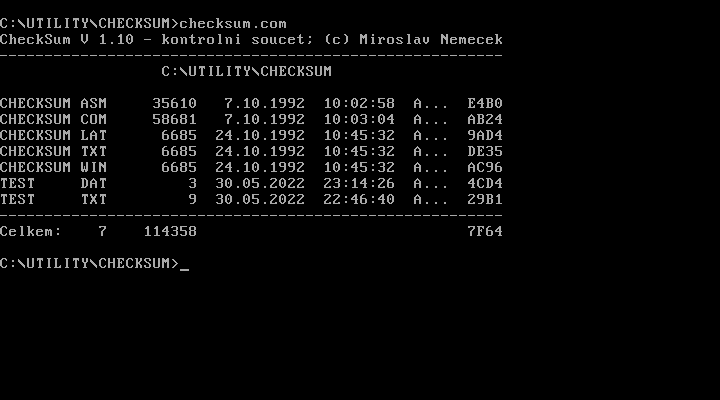 C:\UTILITY\CHECKSUM>checksum.com
CheckSum V 1.10 - kontrolni soucet; (c) Miroslav Nemecek
--------------------------------------------------------
C:\UTILITY\CHECKSUM
CHECKSUM ASM     35610   7.10.1992  10:02:58  A...  E4B0
CHECKSUM COM     58681   7.10.1992  10:03:04  A...  AB24
CHECKSUM LAT      6685  24.10.1992  10:45:32  A...  9AD4
CHECKSUM TXT      6685  24.10.1992  10:45:32  A...  DE35
CHECKSUM WIN      6685  24.10.1992  10:45:32  A...  AC96
TEST     DAT         3  30.05.2022  23:14:26  A...  4CD4
TEST     TXT         9  30.05.2022  22:46:40  A...  29B1
--------------------------------------------------------
Celkem:    7    114358                              7F64
C:\UTILITY\CHECKSUM>_